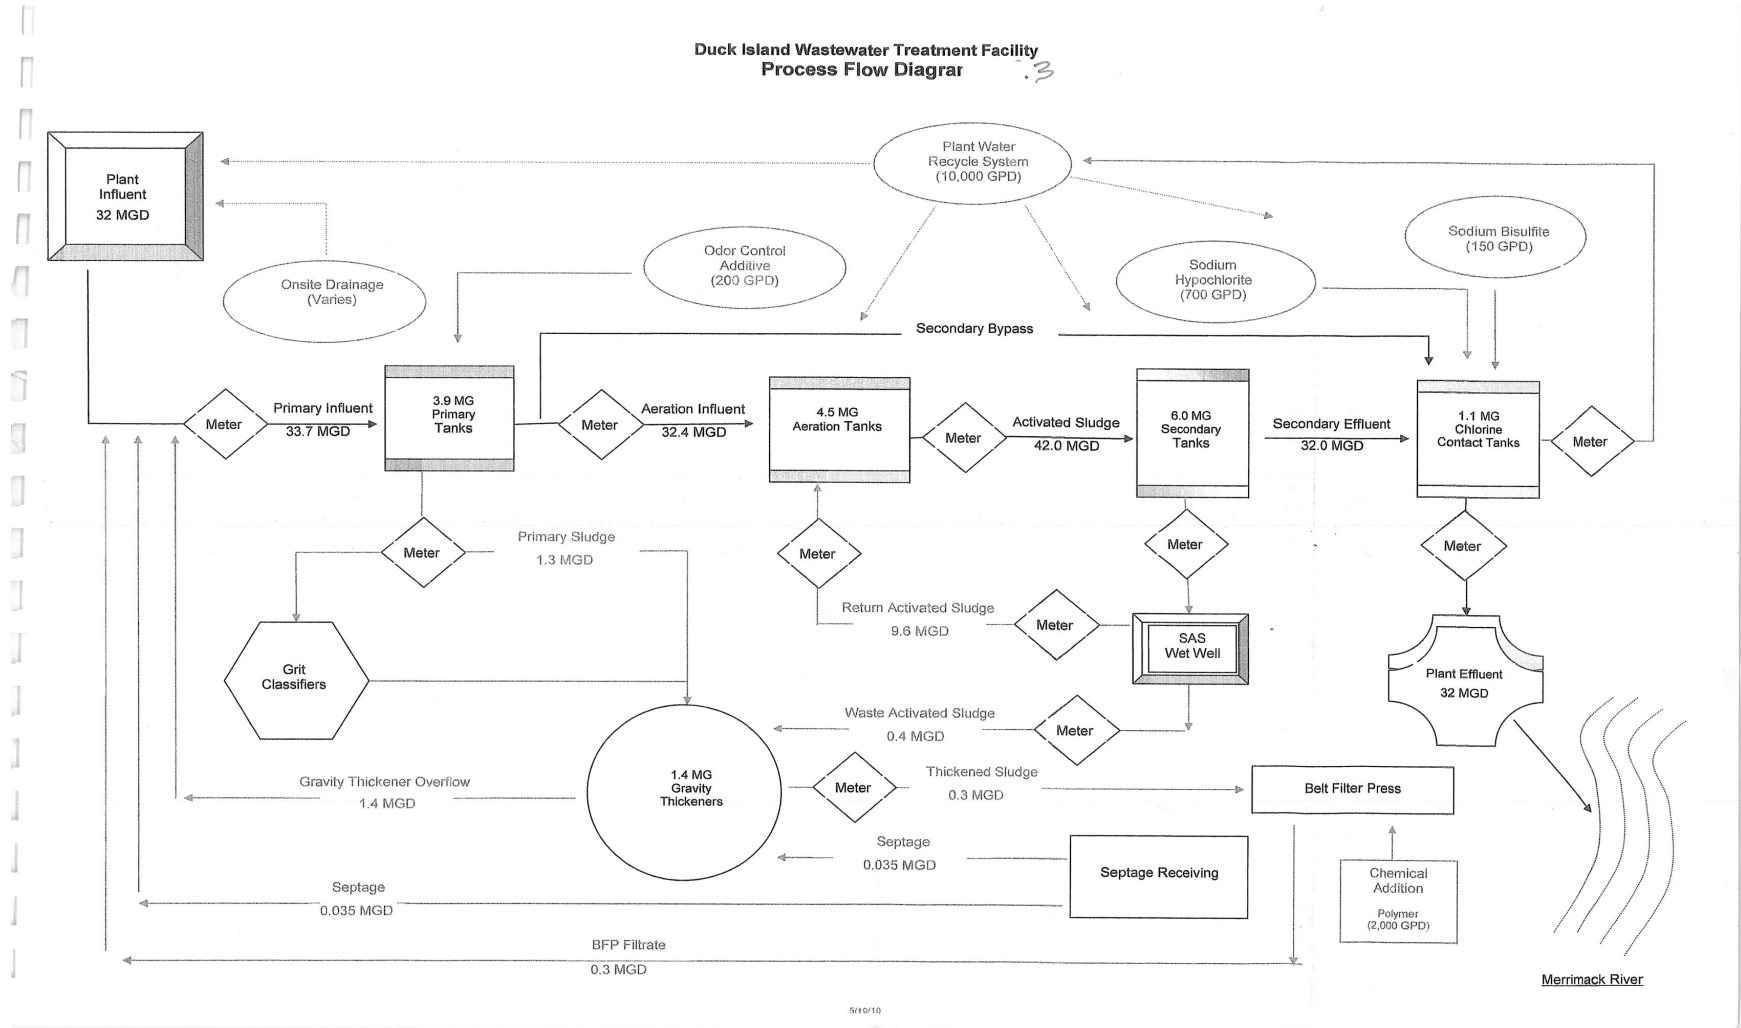 Duck Island Wastewater Treatment Facility
Process Flow Diagrar
.3
Plant Water
Recycle System
(10,000 GPD)
Plant
Influent
32 MGD
Odor Control
Additive
(200 GPD)
Sodium Bisulfite
(150 GPD)
Onsite Drainage
(Varies)
Sodium
Hypochlorite
(700 GPD)
Secondary Bypass
Meter
Primary Influent
33.7 MGD
3.9 MG
Primary
Tanks
Meter
Aeration Influent
32.4 MGD
4.5 MG
Aeration Tanks
Meter
Activated Sludge
42.0 MGD
6.0 MG
Secondary
Tanks
Secondary Effluent
32.0 MGD
1.1 MG
Chlorine
Contact Tanks
Meter
Meter
Primary Sludge
1.3 MGD
Meter
Meter
Meter
Return Activated Sludge
9.6 MGD
Meter
SAS
Wet Well
Grit
Classifiers
Plant Effluent
32 MGD
Waste Activated Sludge
0.4 MGD
Meter
Gravity Thickener Overflow
1.4 MGD
1.4 MG
Gravity
Thickeners
Meter
Thickened Sludge
0.3 MGD
Belt Filter Press
Septage
0.035 MGD
Septage Receiving
Chemical
Addition
Polymer
(2,000 GPD)
Septage
0.035 MGD
BFP Filtrate
0.3 MGD
Merrimack River
5/19/10